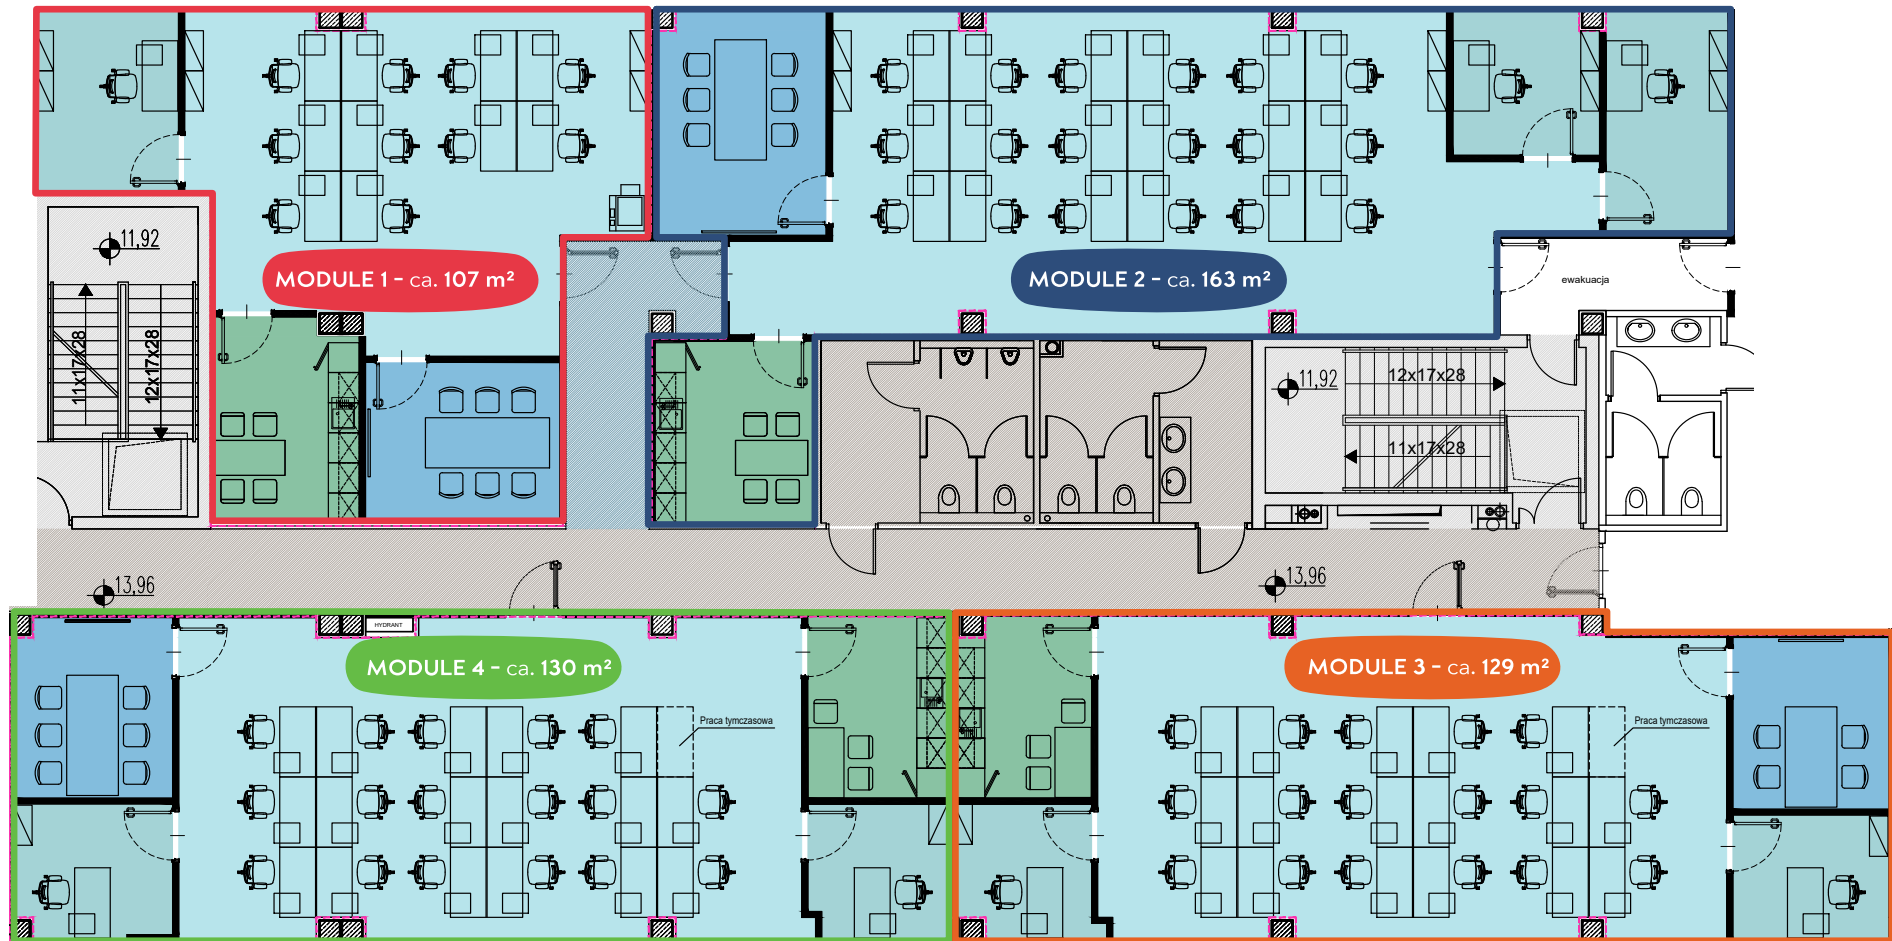 11,92
MODULE 1 - ca. 107 m²
MODULE 2 - ca. 163 m²
ewakuacja
11x17x28
12x17x28
11,92
12x17x28
11x17x28
13,96
13,96
HYDRANT
MODULE 4 - ca. 130 m²
MODULE 3 - ca. 129 m²
Praca tymczasowa
Praca tymczasowa